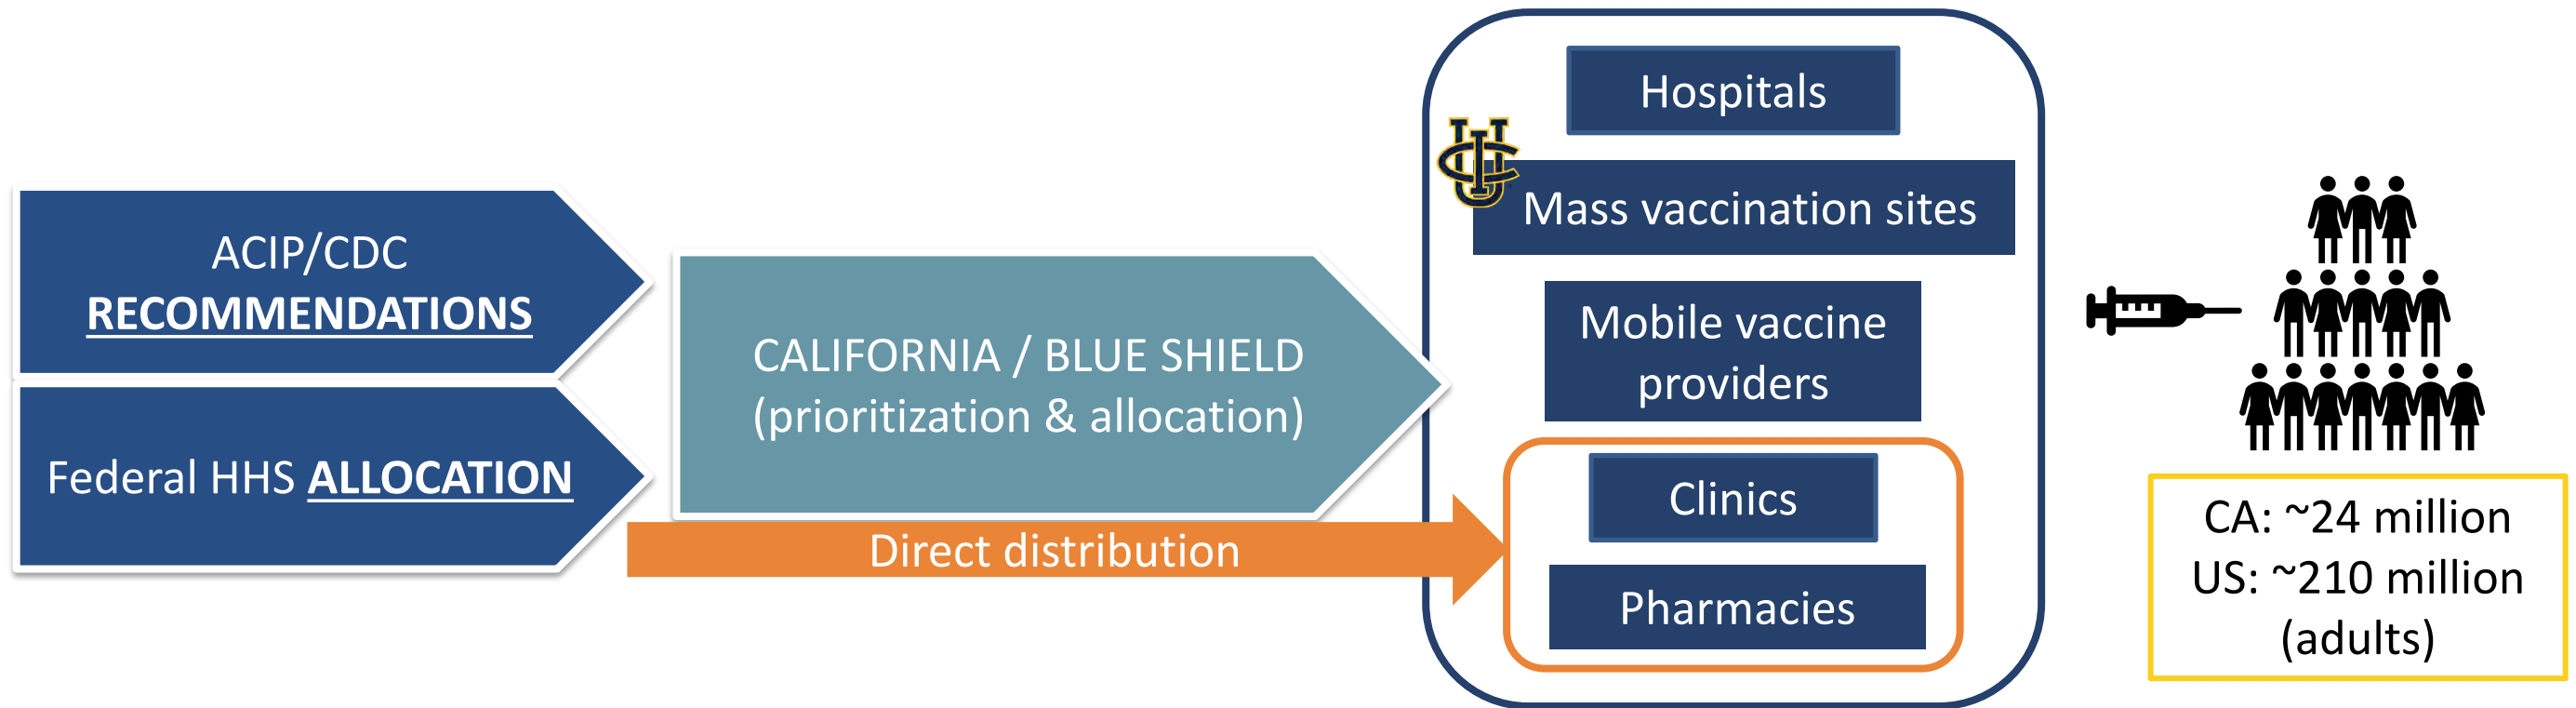 ACIP/CDC
RECOMMENDATIONS
Federal HHS ALLOCATION
CALIFORNIA / BLUE SHIELD
(prioritization & allocation)
Direct distribution
UCI
Hospitals
Mass vaccination sites
Mobile vaccine
providers
Clinics
Pharmacies
CA: ~24 million
US: ~210 million
(adults)